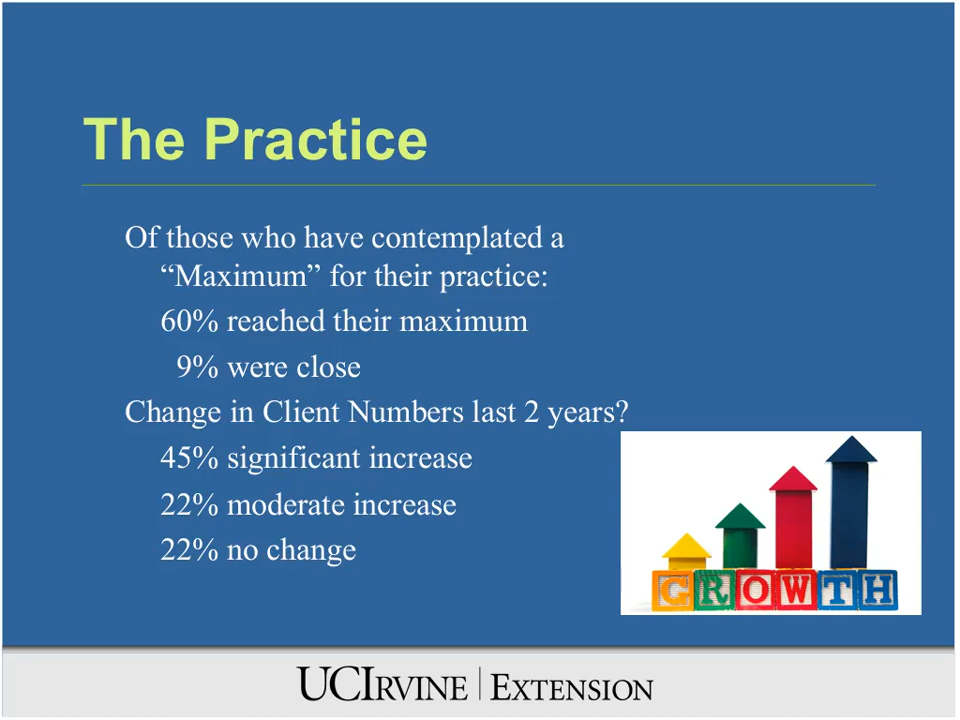 The Practice
Of those who have contemplated a
“Maximum” for their practice:
60% reached their maximum
9% were close
Change in Client Numbers last 2 years?
45% significant increase
22% moderate increase
22% no change
GROWTH
UCIRVINE | EXTENSION